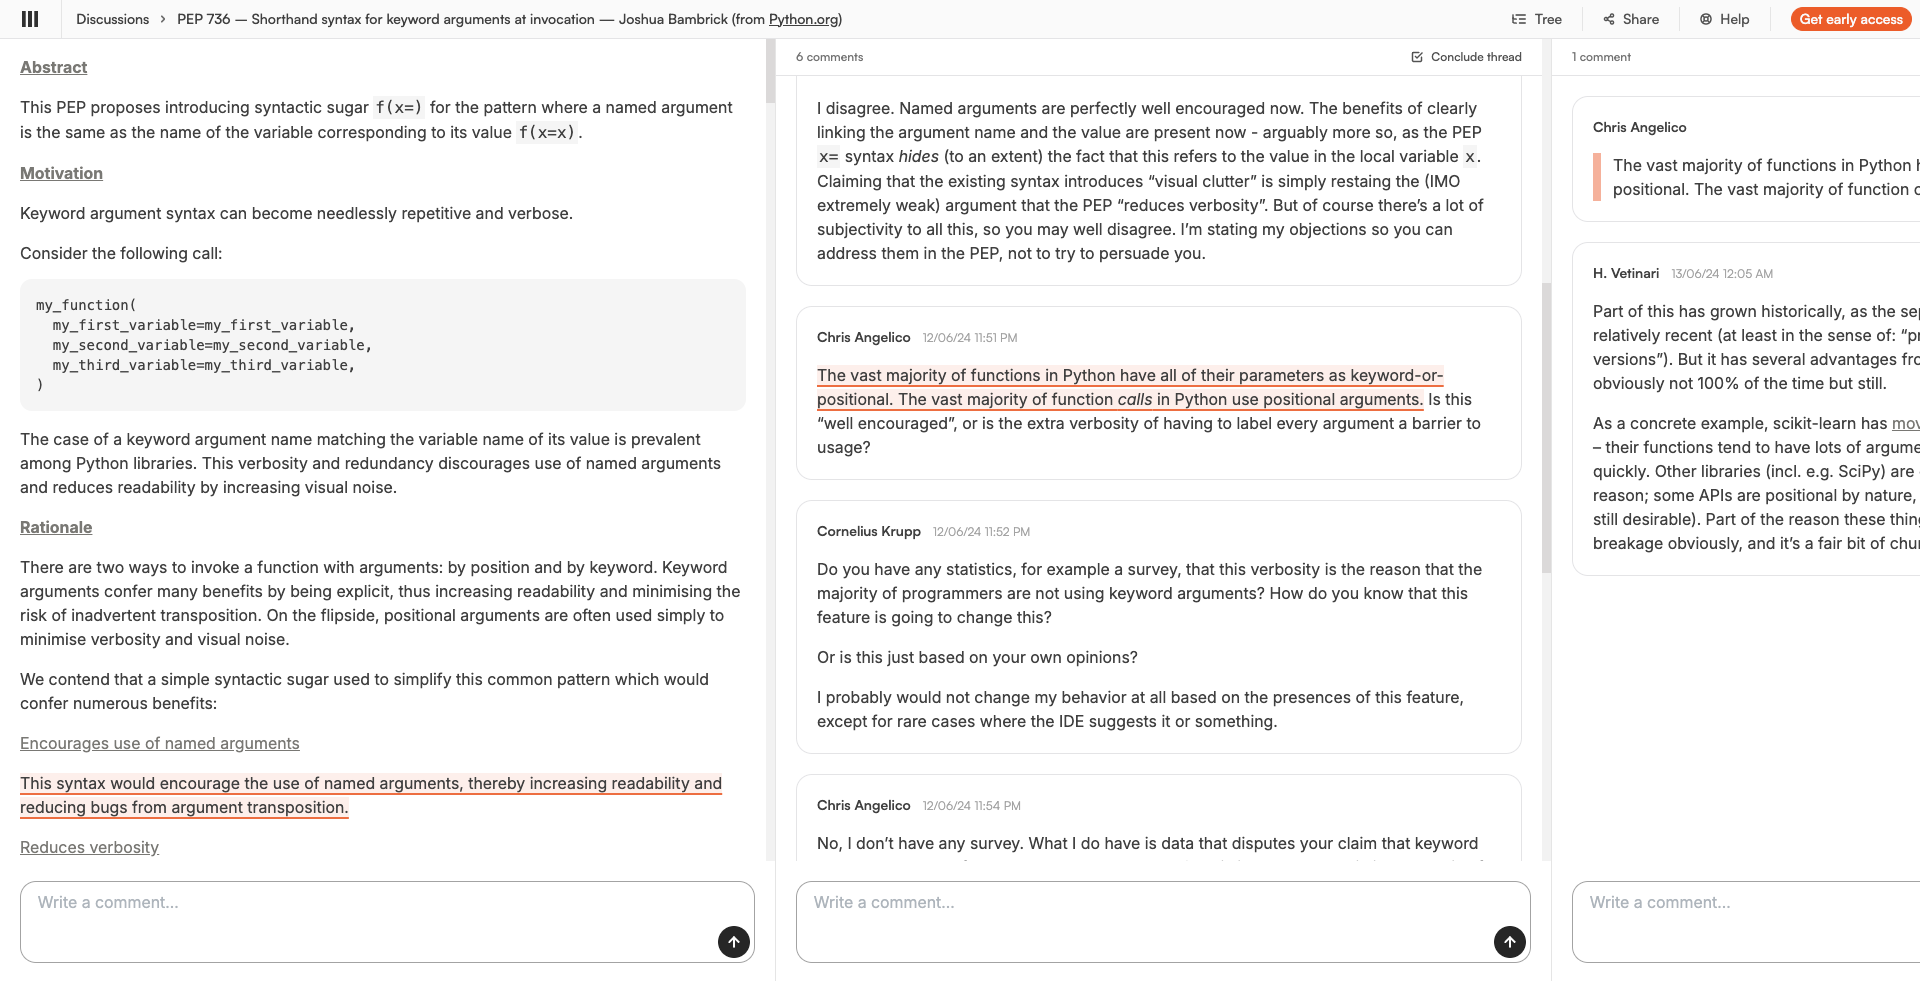 Discussions > PEP 736 — Shorthand syntax for keyword arguments at invocation — Joshua Bambrick (from Python.org)
Tree
Share
Help
Get early access
Abstract
This PEP proposes introducing syntactic sugar f(x=) for the pattern where a named argument
is the same as the name of the variable corresponding to its value f(x=x).
Motivation
Keyword argument syntax can become needlessly repetitive and verbose.
Consider the following call:
my_function(
  my_first_variable=my_first_variable,
  my_second_variable=my_second_variable,
  my_third_variable=my_third_variable,
)
The case of a keyword argument name matching the variable name of its value is prevalent
among Python libraries. This verbosity and redundancy discourages use of named arguments
and reduces readability by increasing visual noise.
Rationale
There are two ways to invoke a function with arguments: by position and by keyword. Keyword
arguments confer many benefits by being explicit, thus increasing readability and minimising the
risk of inadvertent transposition. On the flipside, positional arguments are often used simply to
minimise verbosity and visual noise.
We contend that a simple syntactic sugar used to simplify this common pattern which would
confer numerous benefits:
Encourages use of named arguments
This syntax would encourage the use of named arguments, thereby increasing readability and
reducing bugs from argument transposition.
Reduces verbosity
Write a comment...
6 comments
Conclude thread
I disagree. Named arguments are perfectly well encouraged now. The benefits of clearly
linking the argument name and the value are present now - arguably more so, as the PEP
x= syntax hides (to an extent) the fact that this refers to the value in the local variable x.
Claiming that the existing syntax introduces “visual clutter” is simply restaing the (IMO
extremely weak) argument that the PEP “reduces verbosity”. But of course there’s a lot of
subjectivity to all this, so you may well disagree. I’m stating my objections so you can
address them in the PEP, not to try to persuade you.
Chris Angelico 12/06/24 11:51 PM
The vast majority of functions in Python have all of their parameters as keyword-or-
positional. The vast majority of function calls in Python use positional arguments. Is this
“well encouraged”, or is the extra verbosity of having to label every argument a barrier to
usage?
Cornelius Krupp 12/06/24 11:52 PM
Do you have any statistics, for example a survey, that this verbosity is the reason that the
majority of programmers are not using keyword arguments? How do you know that this
feature is going to change this?
Or is this just based on your own opinions?
I probably would not change my behavior at all based on the presences of this feature,
except for rare cases where the IDE suggests it or something.
Chris Angelico 12/06/24 11:54 PM
No, I don’t have any survey. What I do have is data that disputes your claim that keyword
Write a comment...
1 comment
Chris Angelico
The vast majority of functions in Python
positional. The vast majority of function
H. Vetinari 13/06/24 12:05 AM
Part of this has grown historically, as the
relatively recent (at least in the sense of:
versions”). But it has several advantages
obviously not 100% of the time but still.
As a concrete example, scikit-learn has
– their functions tend to have lots of
quickly. Other libraries (incl. e.g. SciPy) are
reason; some APIs are positional by nature,
still desirable). Part of the reason these
breakage obviously, and it’s a fair bit of
Write a comment...